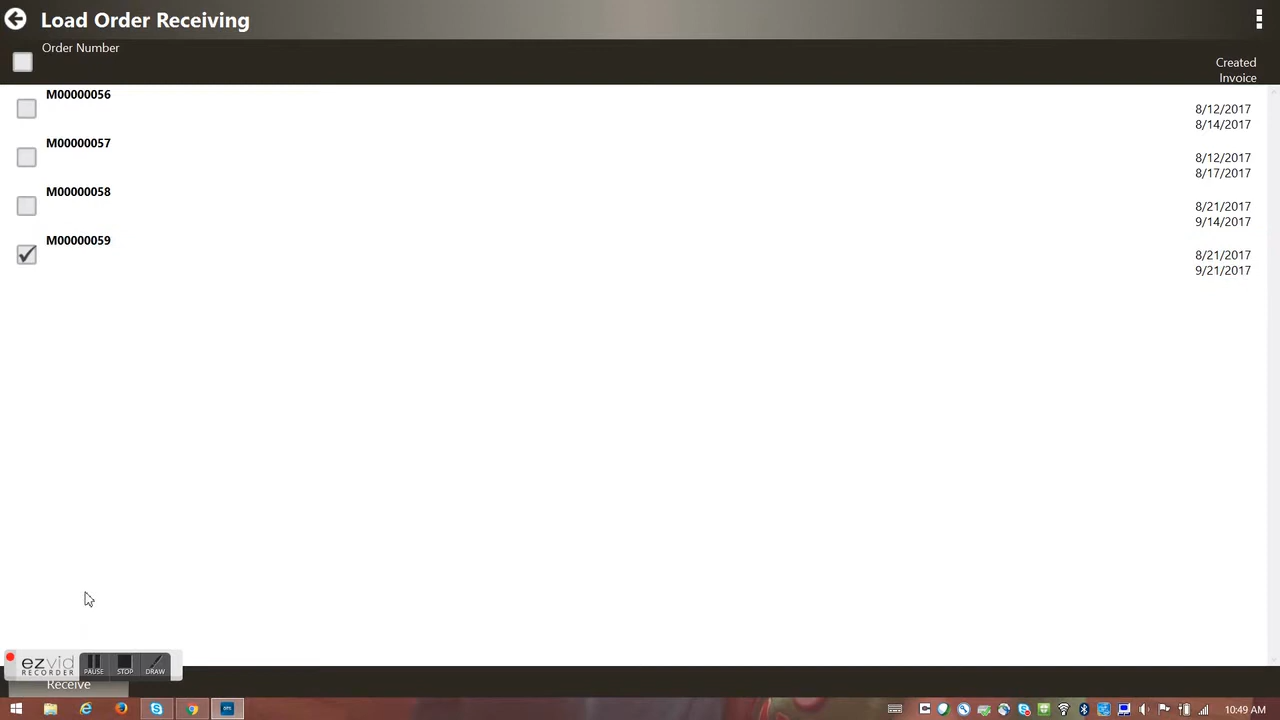 Load Order Receiving
Order Number
Created
Invoice
M00000056
8/12/2017
8/14/2017
M00000057
8/12/2017
8/17/2017
M00000058
8/21/2017
9/14/2017
M00000059
8/21/2017
9/21/2017
ezvid
RECORDER
PAUSE
STOP
DRAW
Receive
10:49 AM